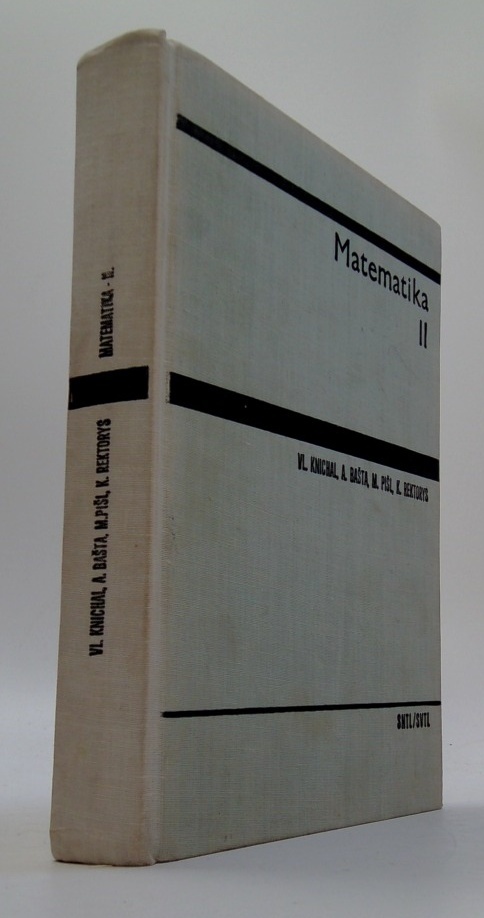 MATEMATIKA - II.
VL. KNICHAL, A. BAŠTA, M. PIŠL, K. REKTORYS
Matematika
II
VL. KNICHAL, A. BAŠTA, M. PIŠL, K. REKTORYS
SNTL/SVTL